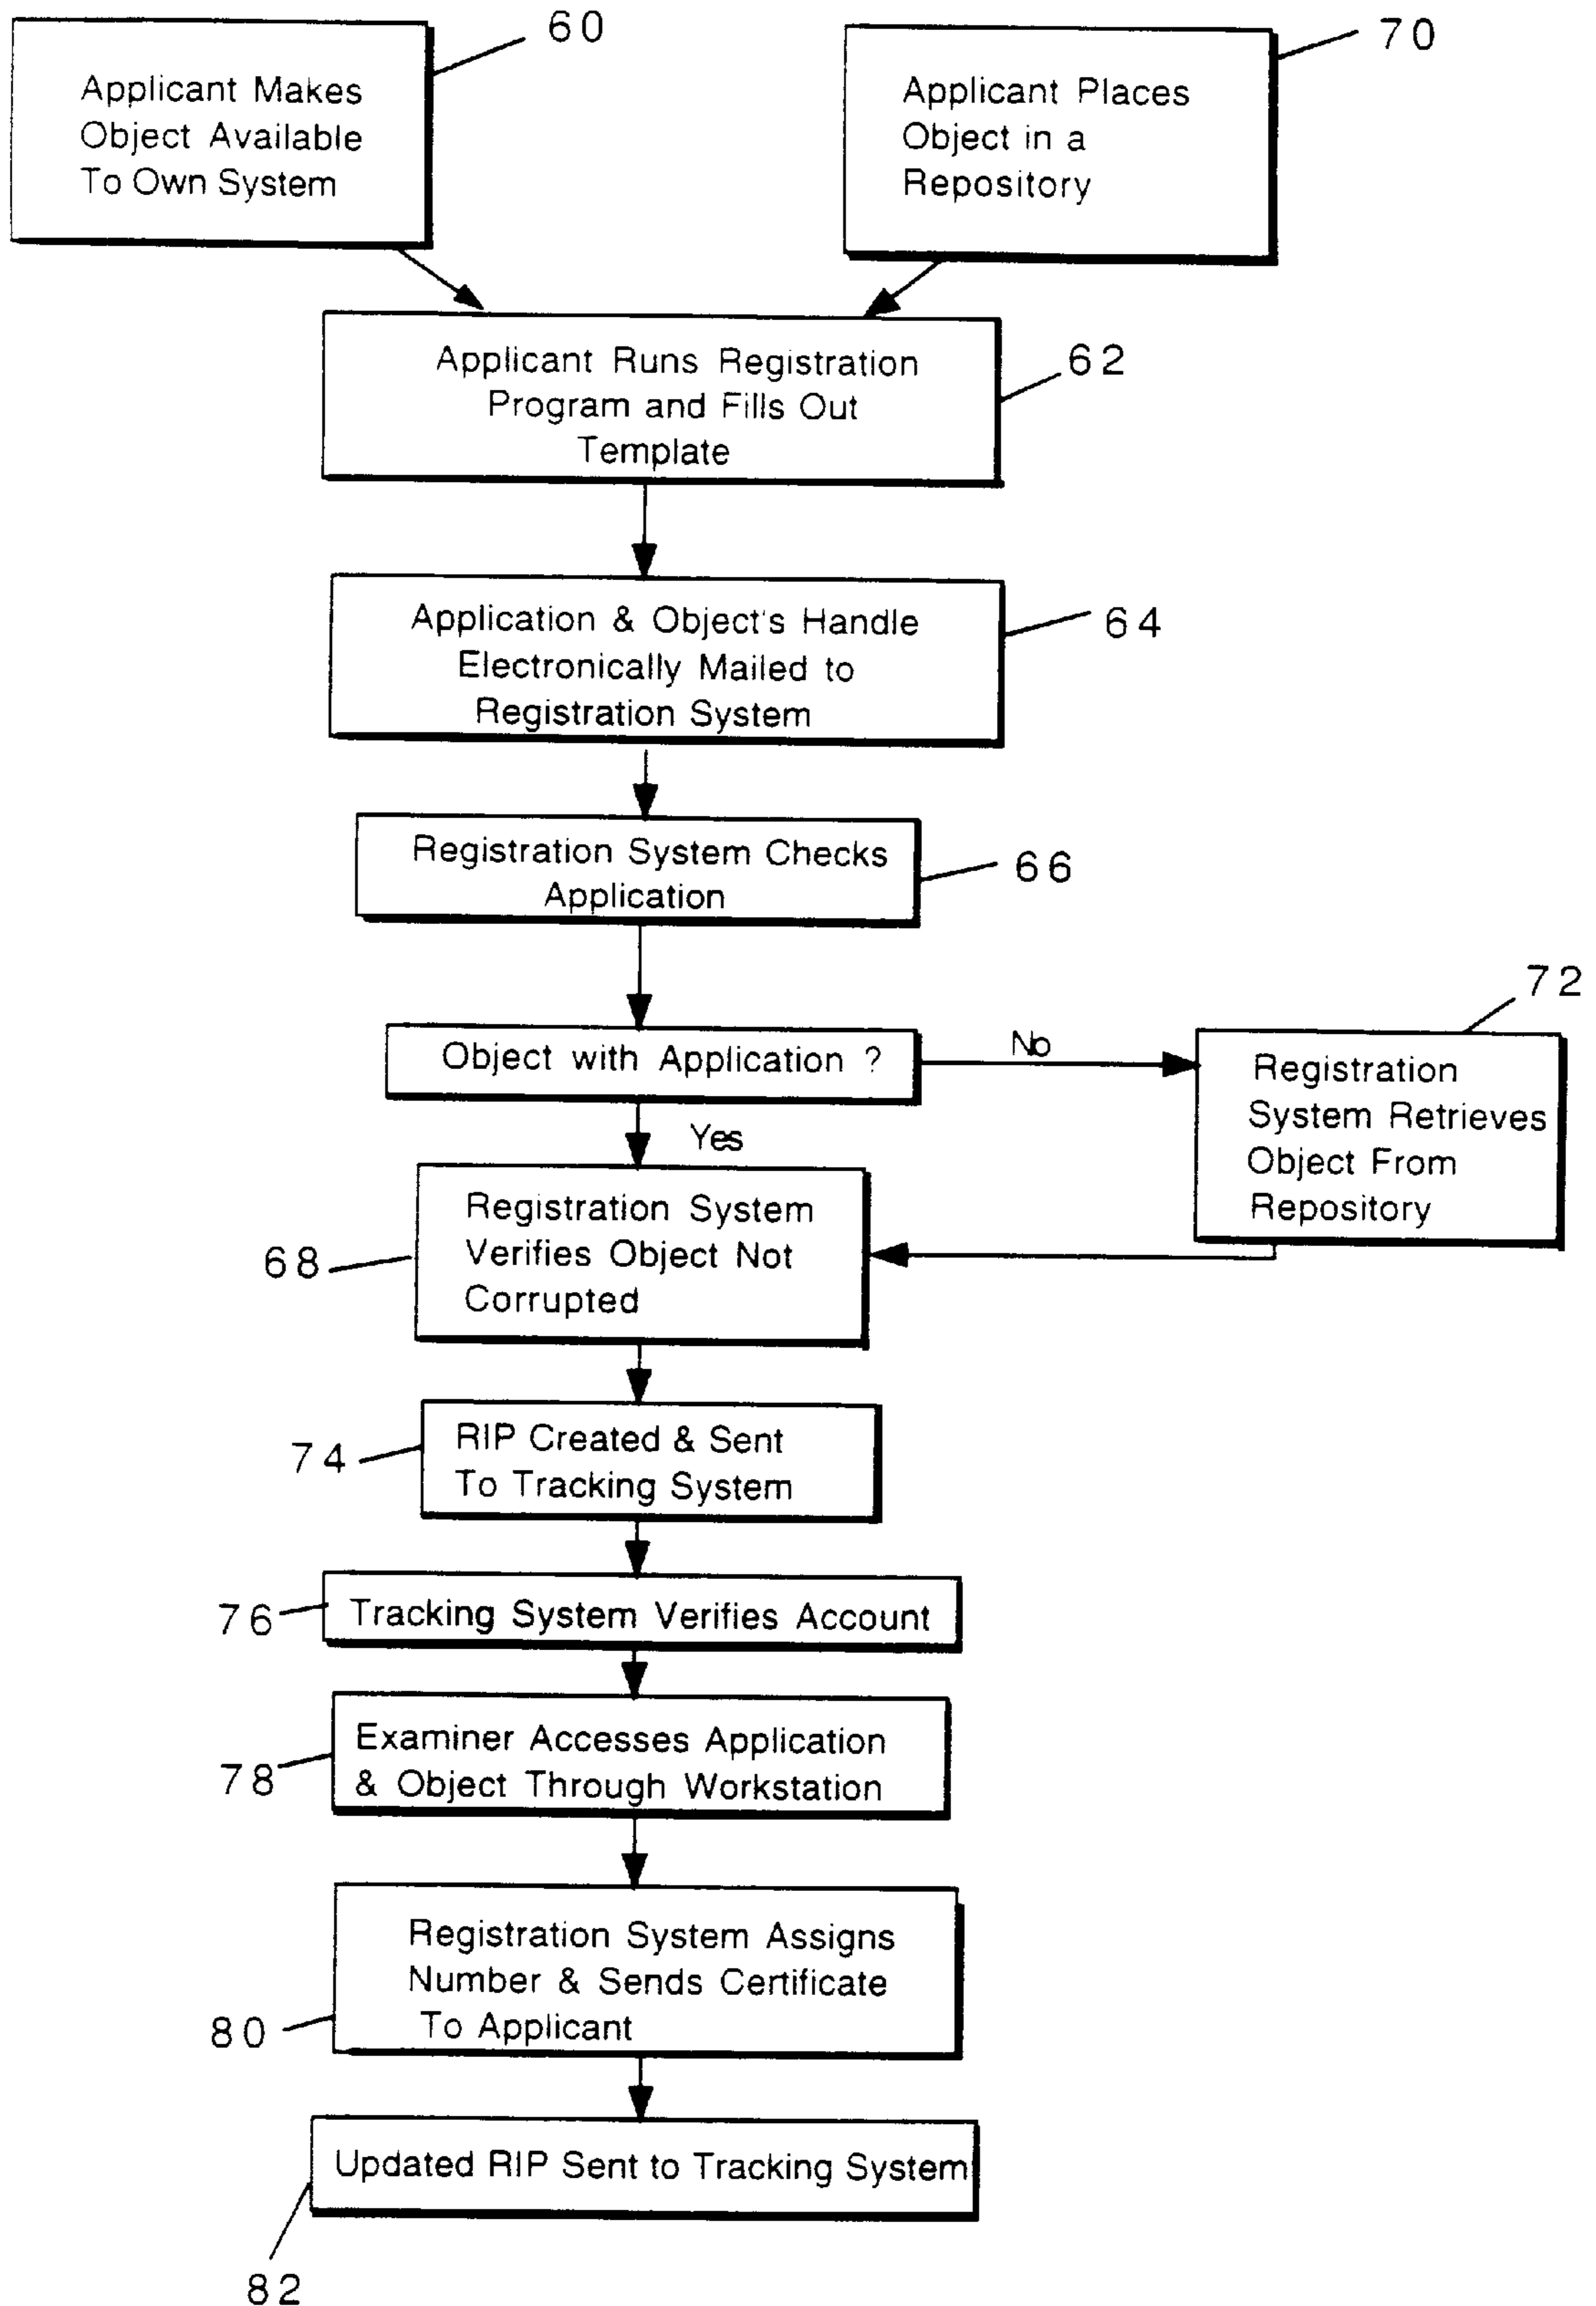 60
Applicant Makes
Object Available
To Own System
70
Applicant Places
Object in a
Repository
62
Applicant Runs Registration
Program and Fills Out
Template
64
Application & Object's Handle
Electronically Mailed to
Registration System
66
Registration System Checks
Application
Object with Application ?
No
72
Registration
System Retrieves
Object From
Repository
Yes
68
Registration System
Verifies Object Not
Corrupted
74
RIP Created & Sent
To Tracking System
76
Tracking System Verifies Account
78
Examiner Accesses Application
& Object Through Workstation
80
Registration System Assigns
Number & Sends Certificate
To Applicant
Updated RIP Sent to Tracking System
82